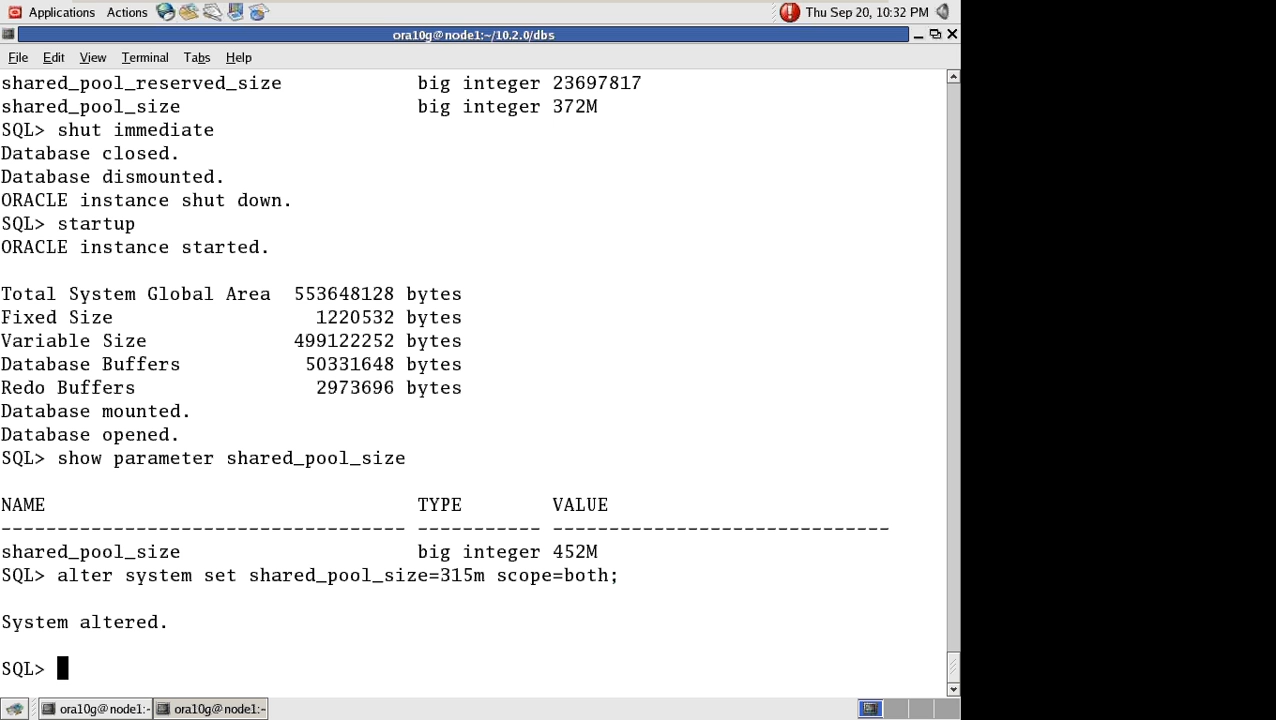 Applications Actions Thu Sep 20, 10:32 PM
ora10g@node1:~/10.2.0/dbs
File Edit View Terminal Tabs Help
shared_pool_reserved_size            big integer 23697817
shared_pool_size                     big integer 372M
SQL> shut immediate
Database closed.
Database dismounted.
ORACLE instance shut down.
SQL> startup
ORACLE instance started.
Total System Global Area  553648128 bytes
Fixed Size                  1220532 bytes
Variable Size             499122252 bytes
Database Buffers           50331648 bytes
Redo Buffers                2973696 bytes
Database mounted.
Database opened.
SQL> show parameter shared_pool_size
NAME                                 TYPE        VALUE
------------------------------------ ----------- ------------------------------
shared_pool_size                     big integer 452M
SQL> alter system set shared_pool_size=315m scope=both;
System altered.
SQL>
ora10g@node1:- ora10g@node1:-